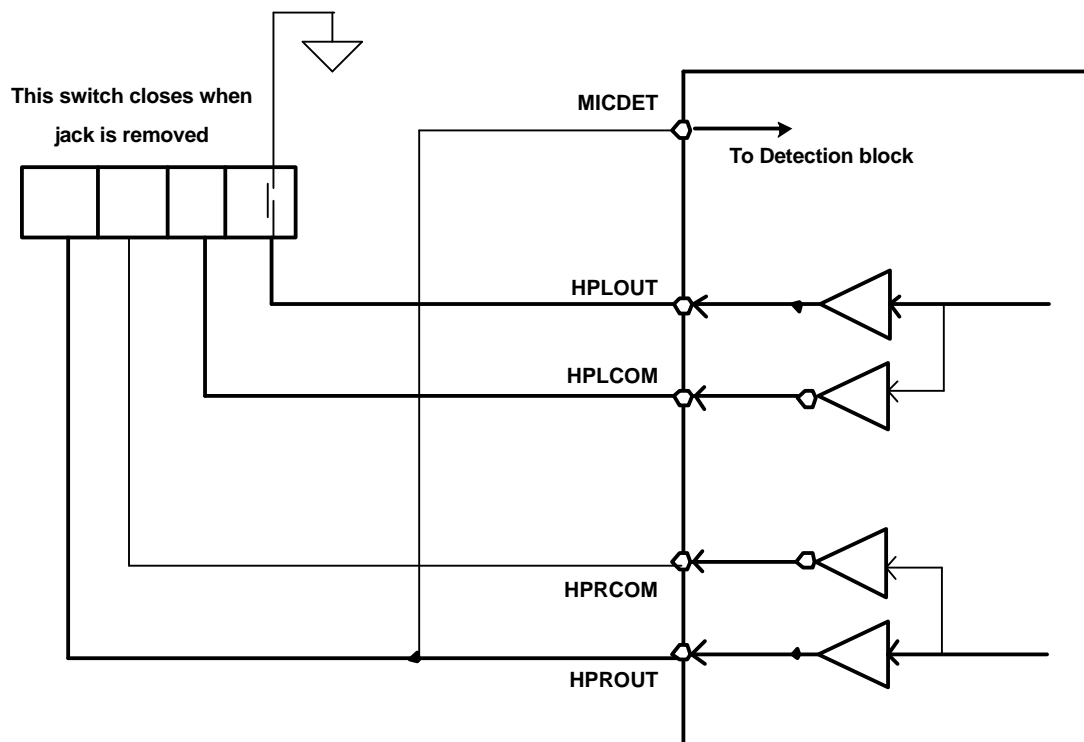 This switch closes when
jack is removed
MICDET
To Detection block
HPLOUT
HPLCOM
HPRCOM
HPROUT